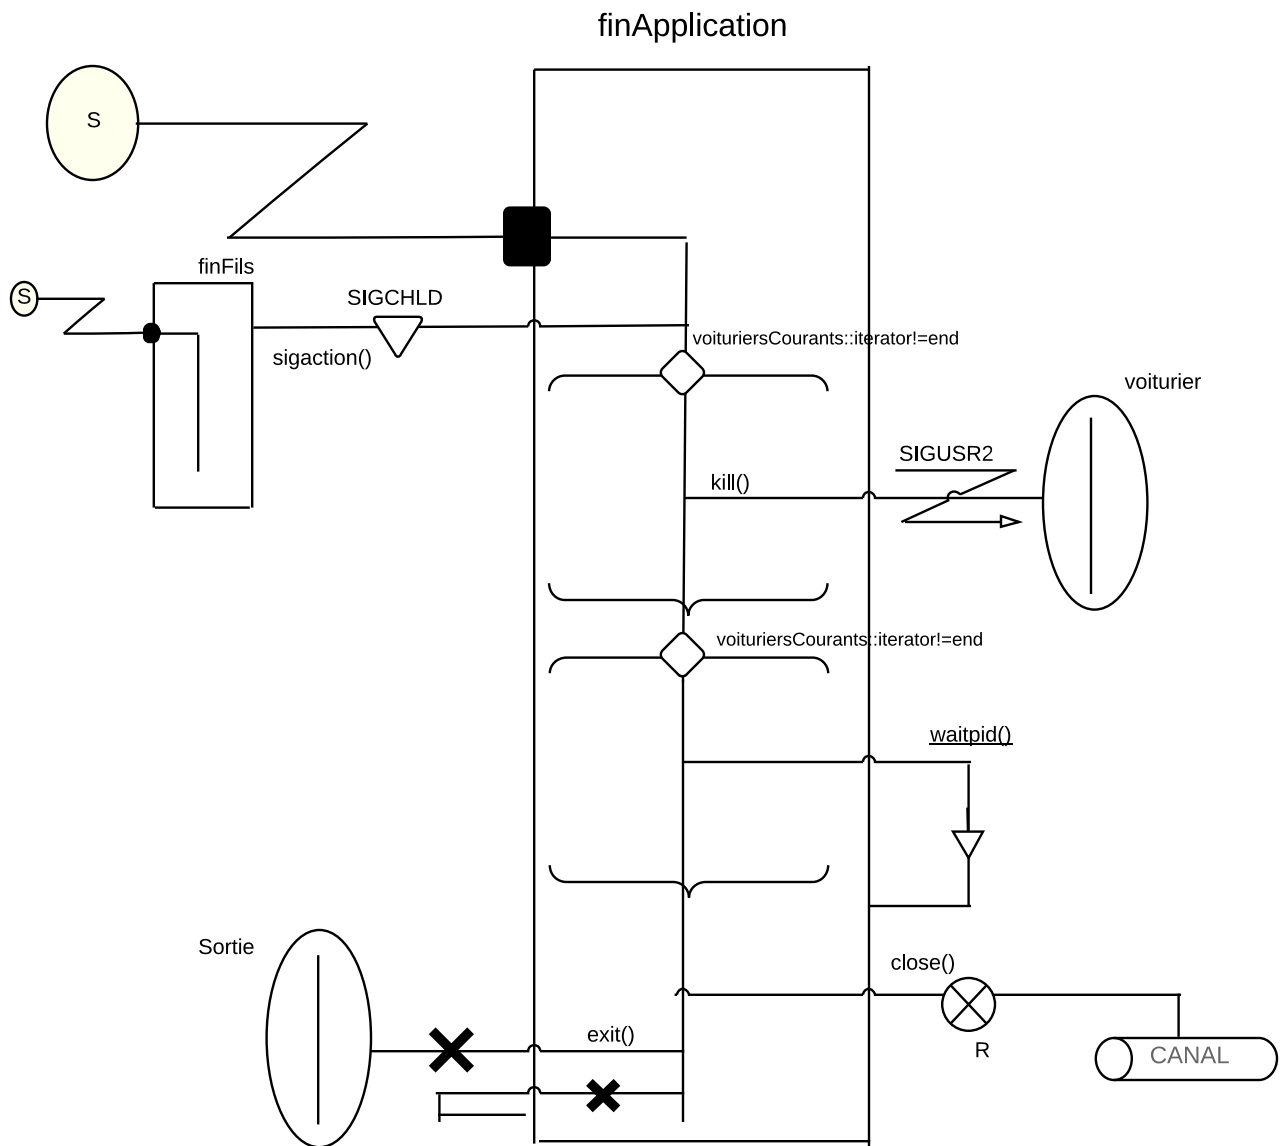 finApplication
S
finFils
S
SIGCHLD
sigaction()
voituriersCourants::iterator!=end
voiturier
SIGUSR2
kill()
voituriersCourants::iterator!=end
waitpid()
Sortie
close()
exit()
R
CANAL